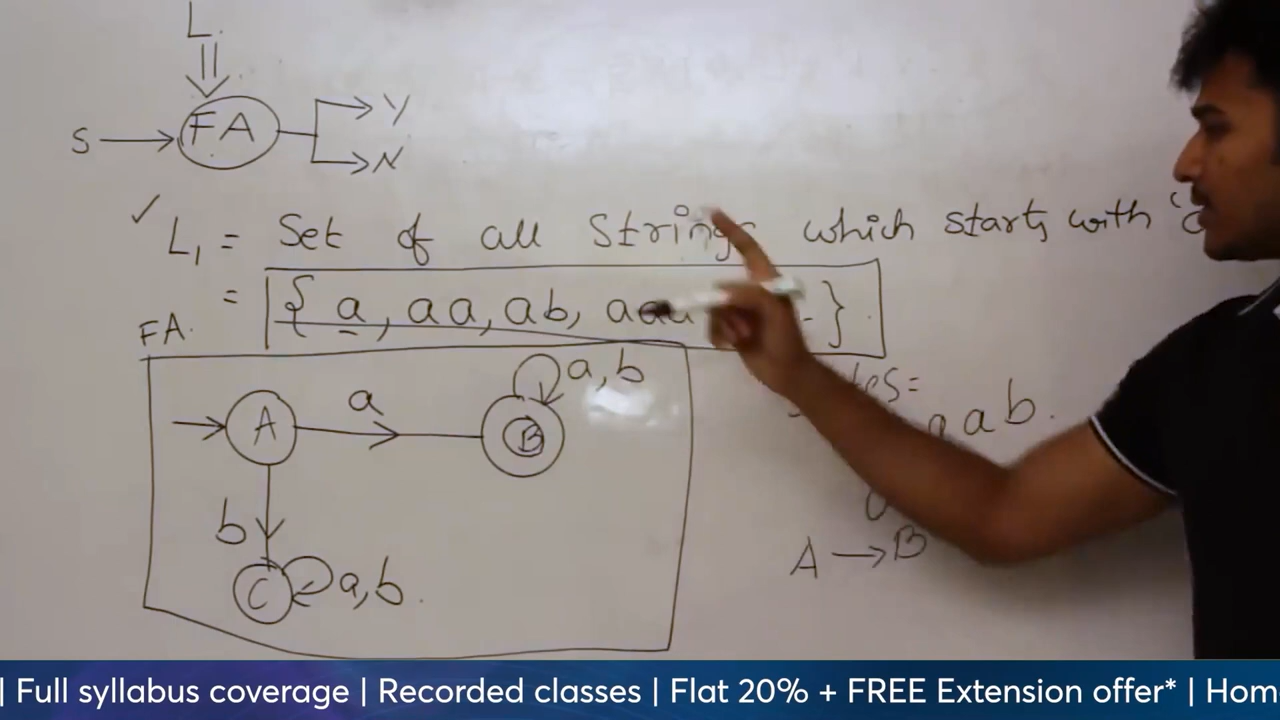 L
S FA Y
N
✓ L1 = Set of all Strings which starts with
= { a, aa, ab,
FA.
a a,b
A B
aab.
b
A → B
C a,b.
| Full syllabus coverage | Recorded classes | Flat 20% + FREE Extension offer* | Hom